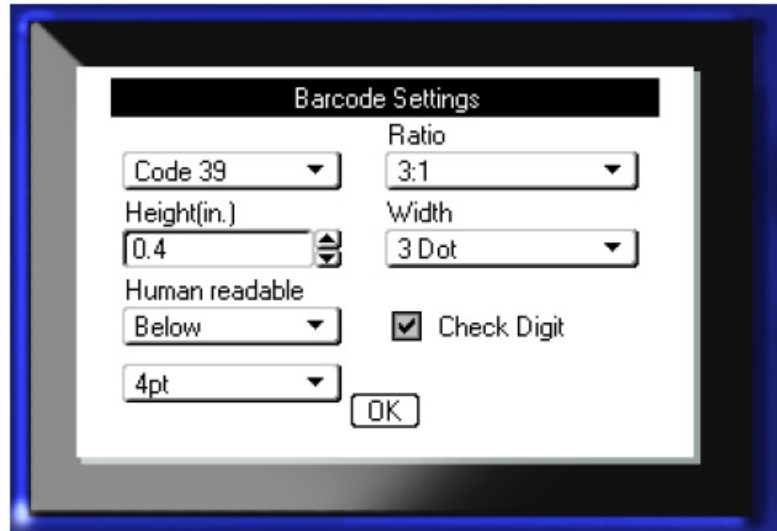 Barcode Settings
Ratio
Code 39
3:1
Height(in.)
Width
0.4
3 Dot
Human readable
Below
Check Digit
4pt
OK